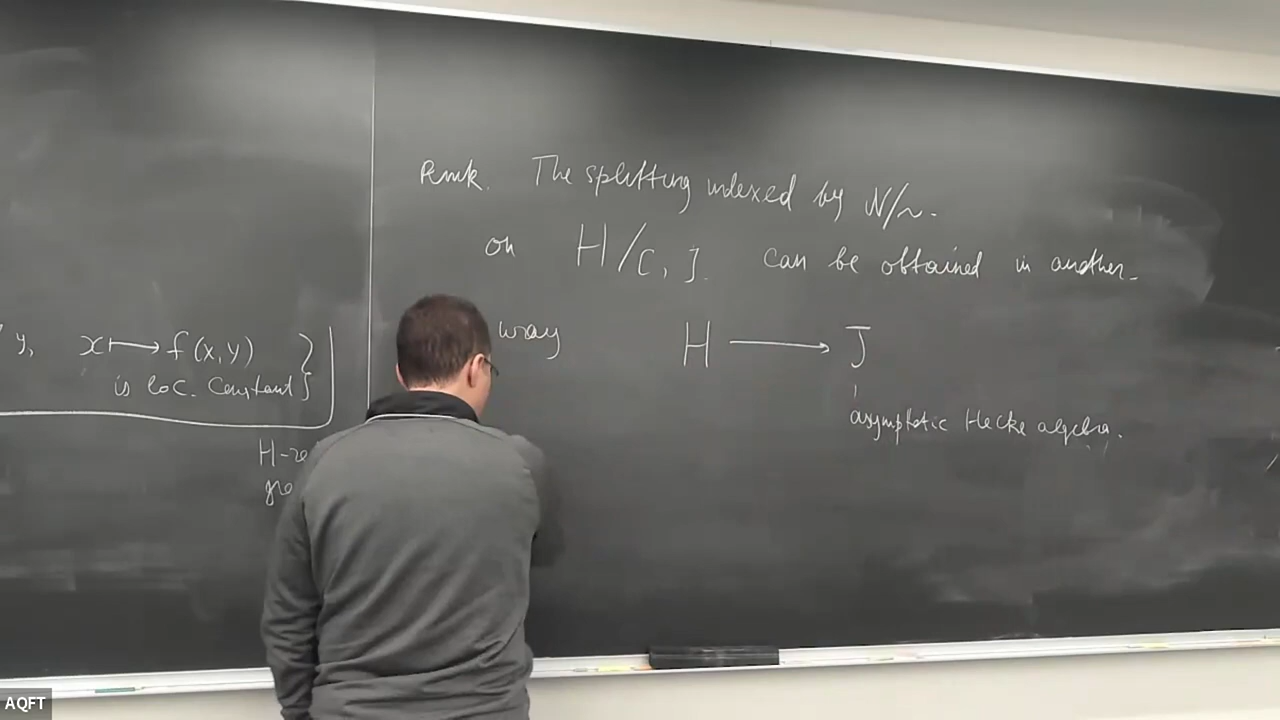 y, x ↦ f(x,y) }
is loc. constant
H-re
gre
Rmk. The splitting indexed by N/~.
on H/[ , ]. can be obtained in another
way H ⟶ J
asymptotic Hecke algebra.
AQFT